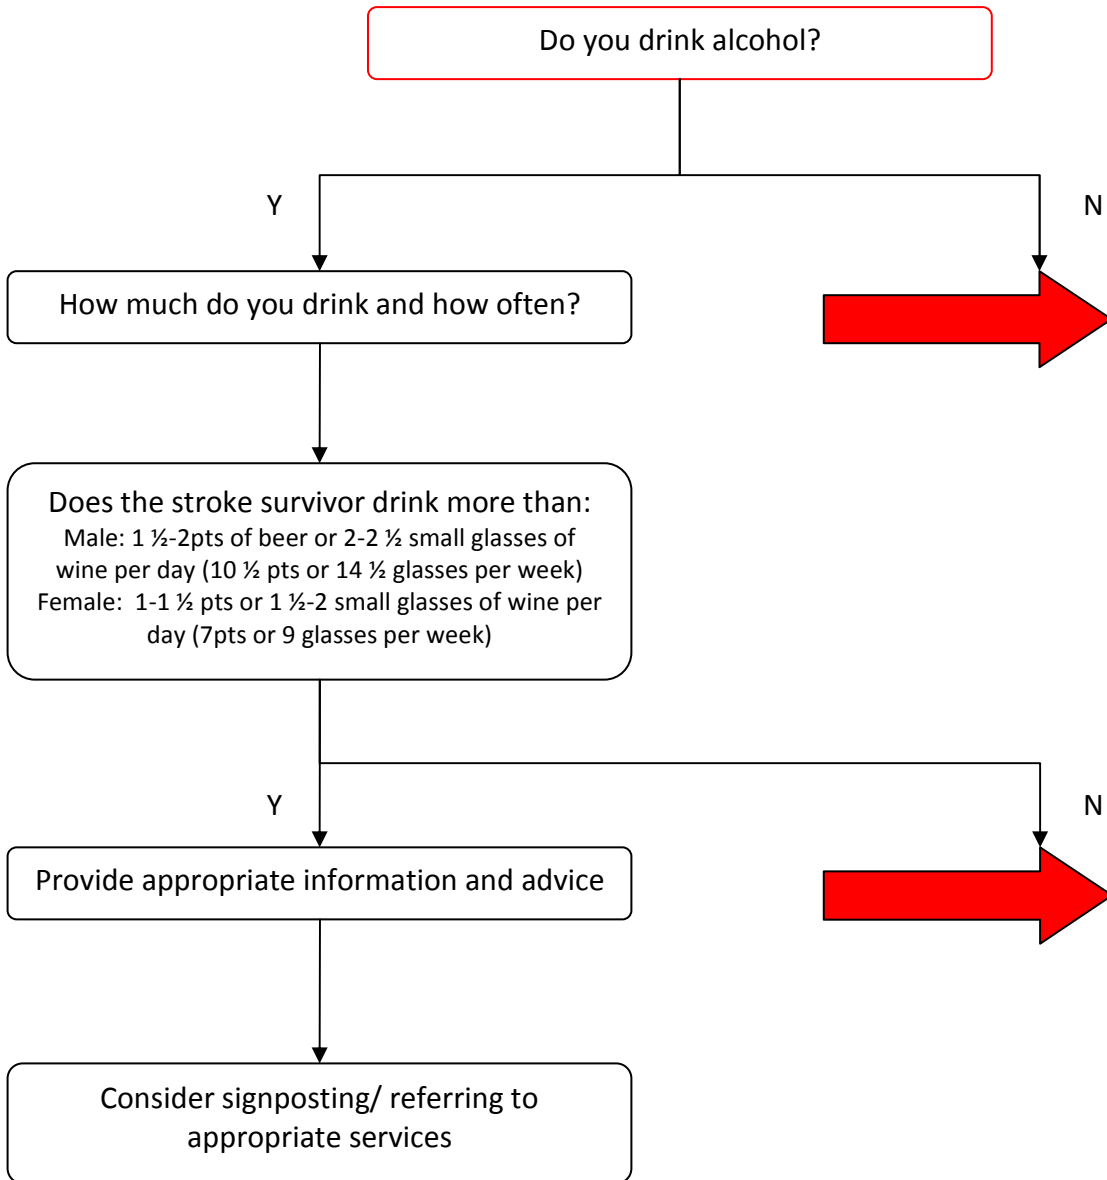 Do you drink alcohol?
Y
N
How much do you drink and how often?
Does the stroke survivor drink more than:
Male: 1 ½-2pts of beer or 2-2 ½ small glasses of
wine per day (10 ½ pts or 14 ½ glasses per week)
Female:  1-1 ½ pts or 1 ½-2 small glasses of wine per
day (7pts or 9 glasses per week)
Y
N
Provide appropriate information and advice
Consider signposting/ referring to
appropriate services